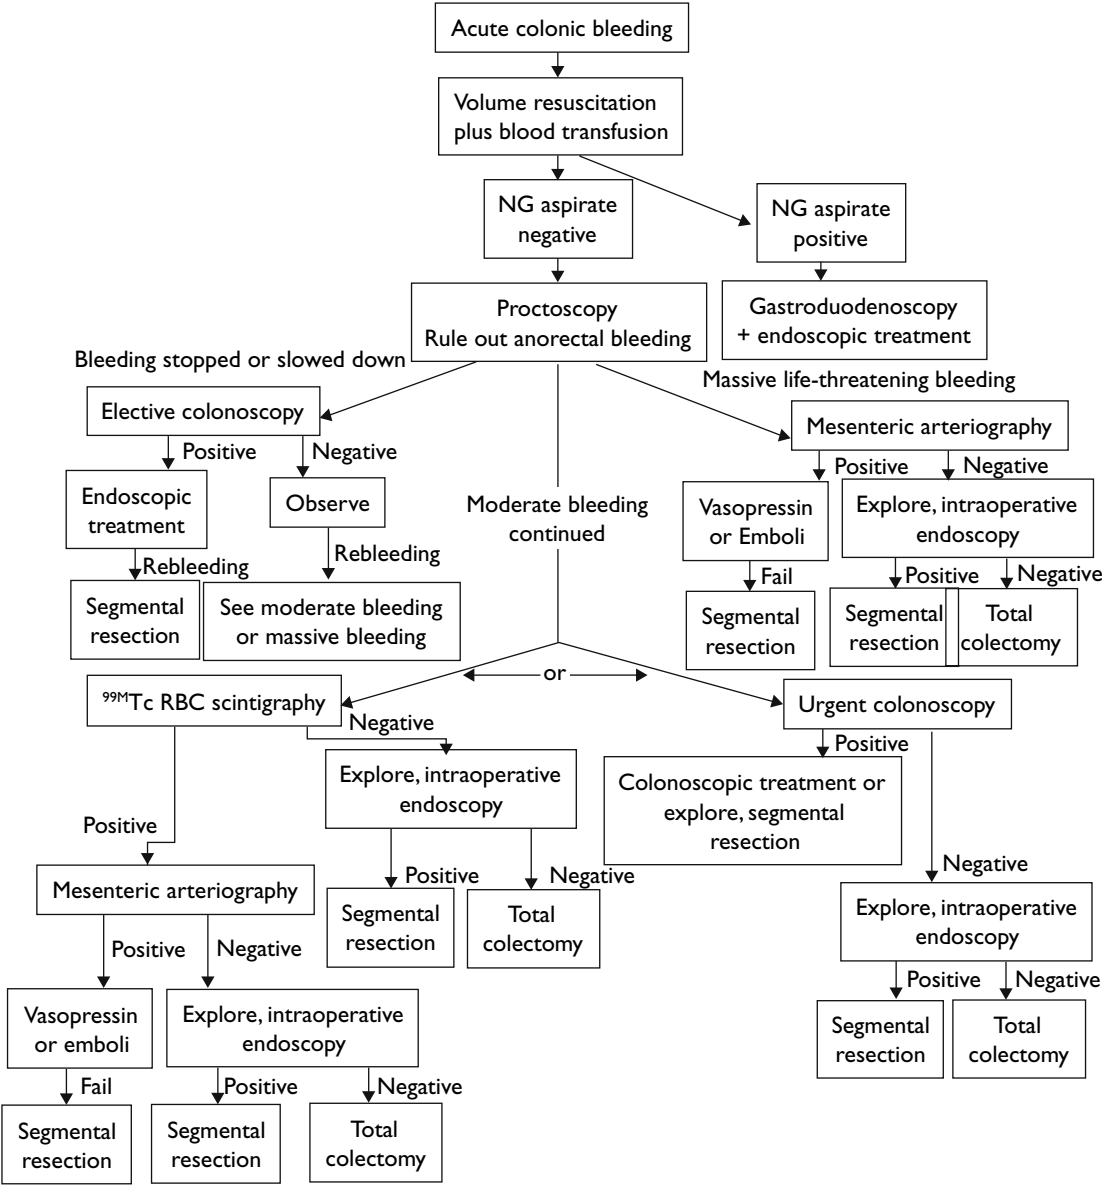 Acute colonic bleeding
Volume resuscitation
plus blood transfusion
NG aspirate
negative
NG aspirate
positive
Proctoscopy
Rule out anorectal bleeding
Gastroduodenoscopy
+ endoscopic treatment
Bleeding stopped or slowed down
Massive life-threatening bleeding
Elective colonoscopy
Positive
Negative
Endoscopic
treatment
Observe
Rebleeding
Rebleeding
Segmental
resection
See moderate bleeding
or massive bleeding
Moderate bleeding
continued
Mesenteric arteriography
Positive
Negative
Vasopressin
or Emboli
Explore, intraoperative
endoscopy
Fail
Positive
Negative
Segmental
resection
Segmental
resection
Total
colectomy
or
99MTc RBC scintigraphy
Negative
Explore, intraoperative
endoscopy
Positive
Negative
Segmental
resection
Total
colectomy
Positive
Mesenteric arteriography
Positive
Negative
Vasopressin
or emboli
Explore, intraoperative
endoscopy
Fail
Positive
Negative
Segmental
resection
Segmental
resection
Total
colectomy
Urgent colonoscopy
Positive
Colonoscopic treatment or
explore, segmental
resection
Negative
Explore, intraoperative
endoscopy
Positive
Negative
Segmental
resection
Total
colectomy